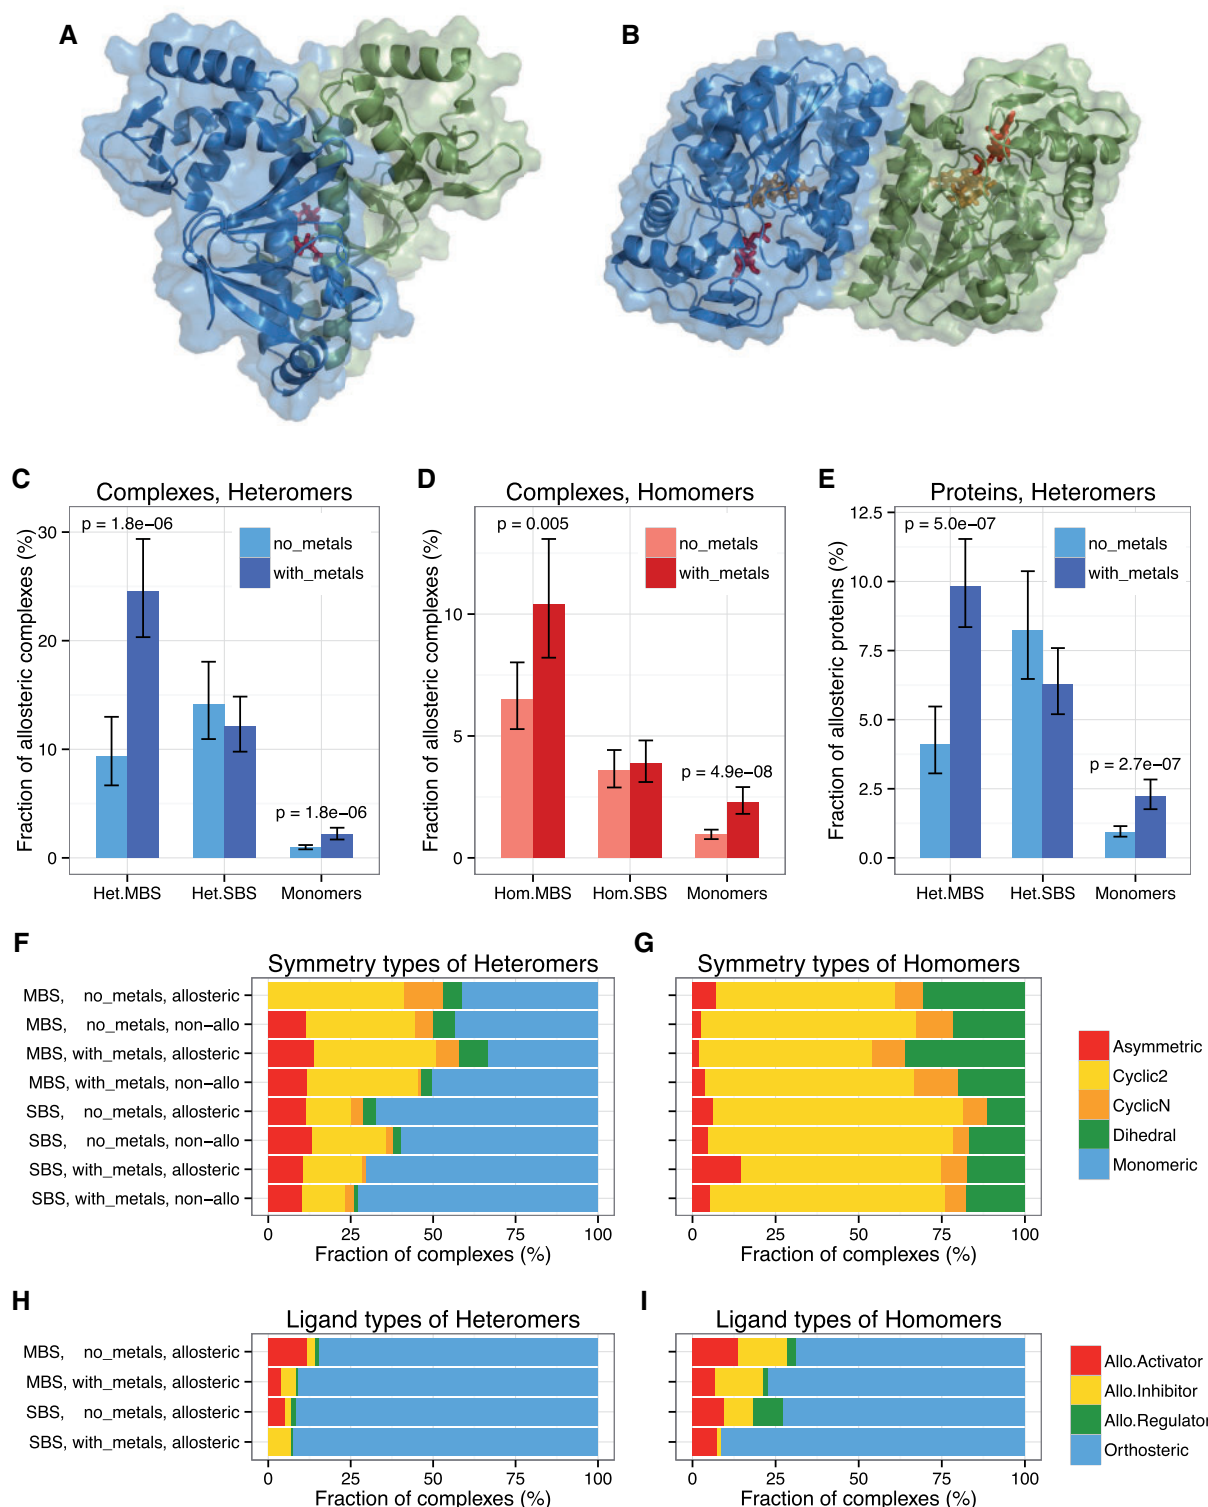 A
B
C
Complexes, Heteromers
p = 1.8e−06
no_metals
with_metals
p = 1.8e−06
Fraction of allosteric complexes (%)
30
20
10
0
Het.MBS Het.SBS Monomers
D
Complexes, Homomers
p = 0.005
no_metals
with_metals
p = 4.9e−08
Fraction of allosteric complexes (%)
10
5
0
Hom.MBS Hom.SBS Monomers
E
Proteins, Heteromers
p = 5.0e−07
no_metals
with_metals
p = 2.7e−07
Fraction of allosteric proteins (%)
12.5
10.0
7.5
5.0
2.5
0.0
Het.MBS Het.SBS Monomers
F
Symmetry types of Heteromers
MBS, no_metals, allosteric
MBS, no_metals, non−allo
MBS, with_metals, allosteric
MBS, with_metals, non−allo
SBS, no_metals, allosteric
SBS, no_metals, non−allo
SBS, with_metals, allosteric
SBS, with_metals, non−allo
0 25 50 75 100
Fraction of complexes (%)
G
Symmetry types of Homomers
0 25 50 75 100
Fraction of complexes (%)
Asymmetric
Cyclic2
CyclicN
Dihedral
Monomeric
H
Ligand types of Heteromers
MBS, no_metals, allosteric
MBS, with_metals, allosteric
SBS, no_metals, allosteric
SBS, with_metals, allosteric
0 25 50 75 100
Fraction of complexes (%)
I
Ligand types of Homomers
0 25 50 75 100
Fraction of complexes (%)
Allo.Activator
Allo.Inhibitor
Allo.Regulator
Orthosteric